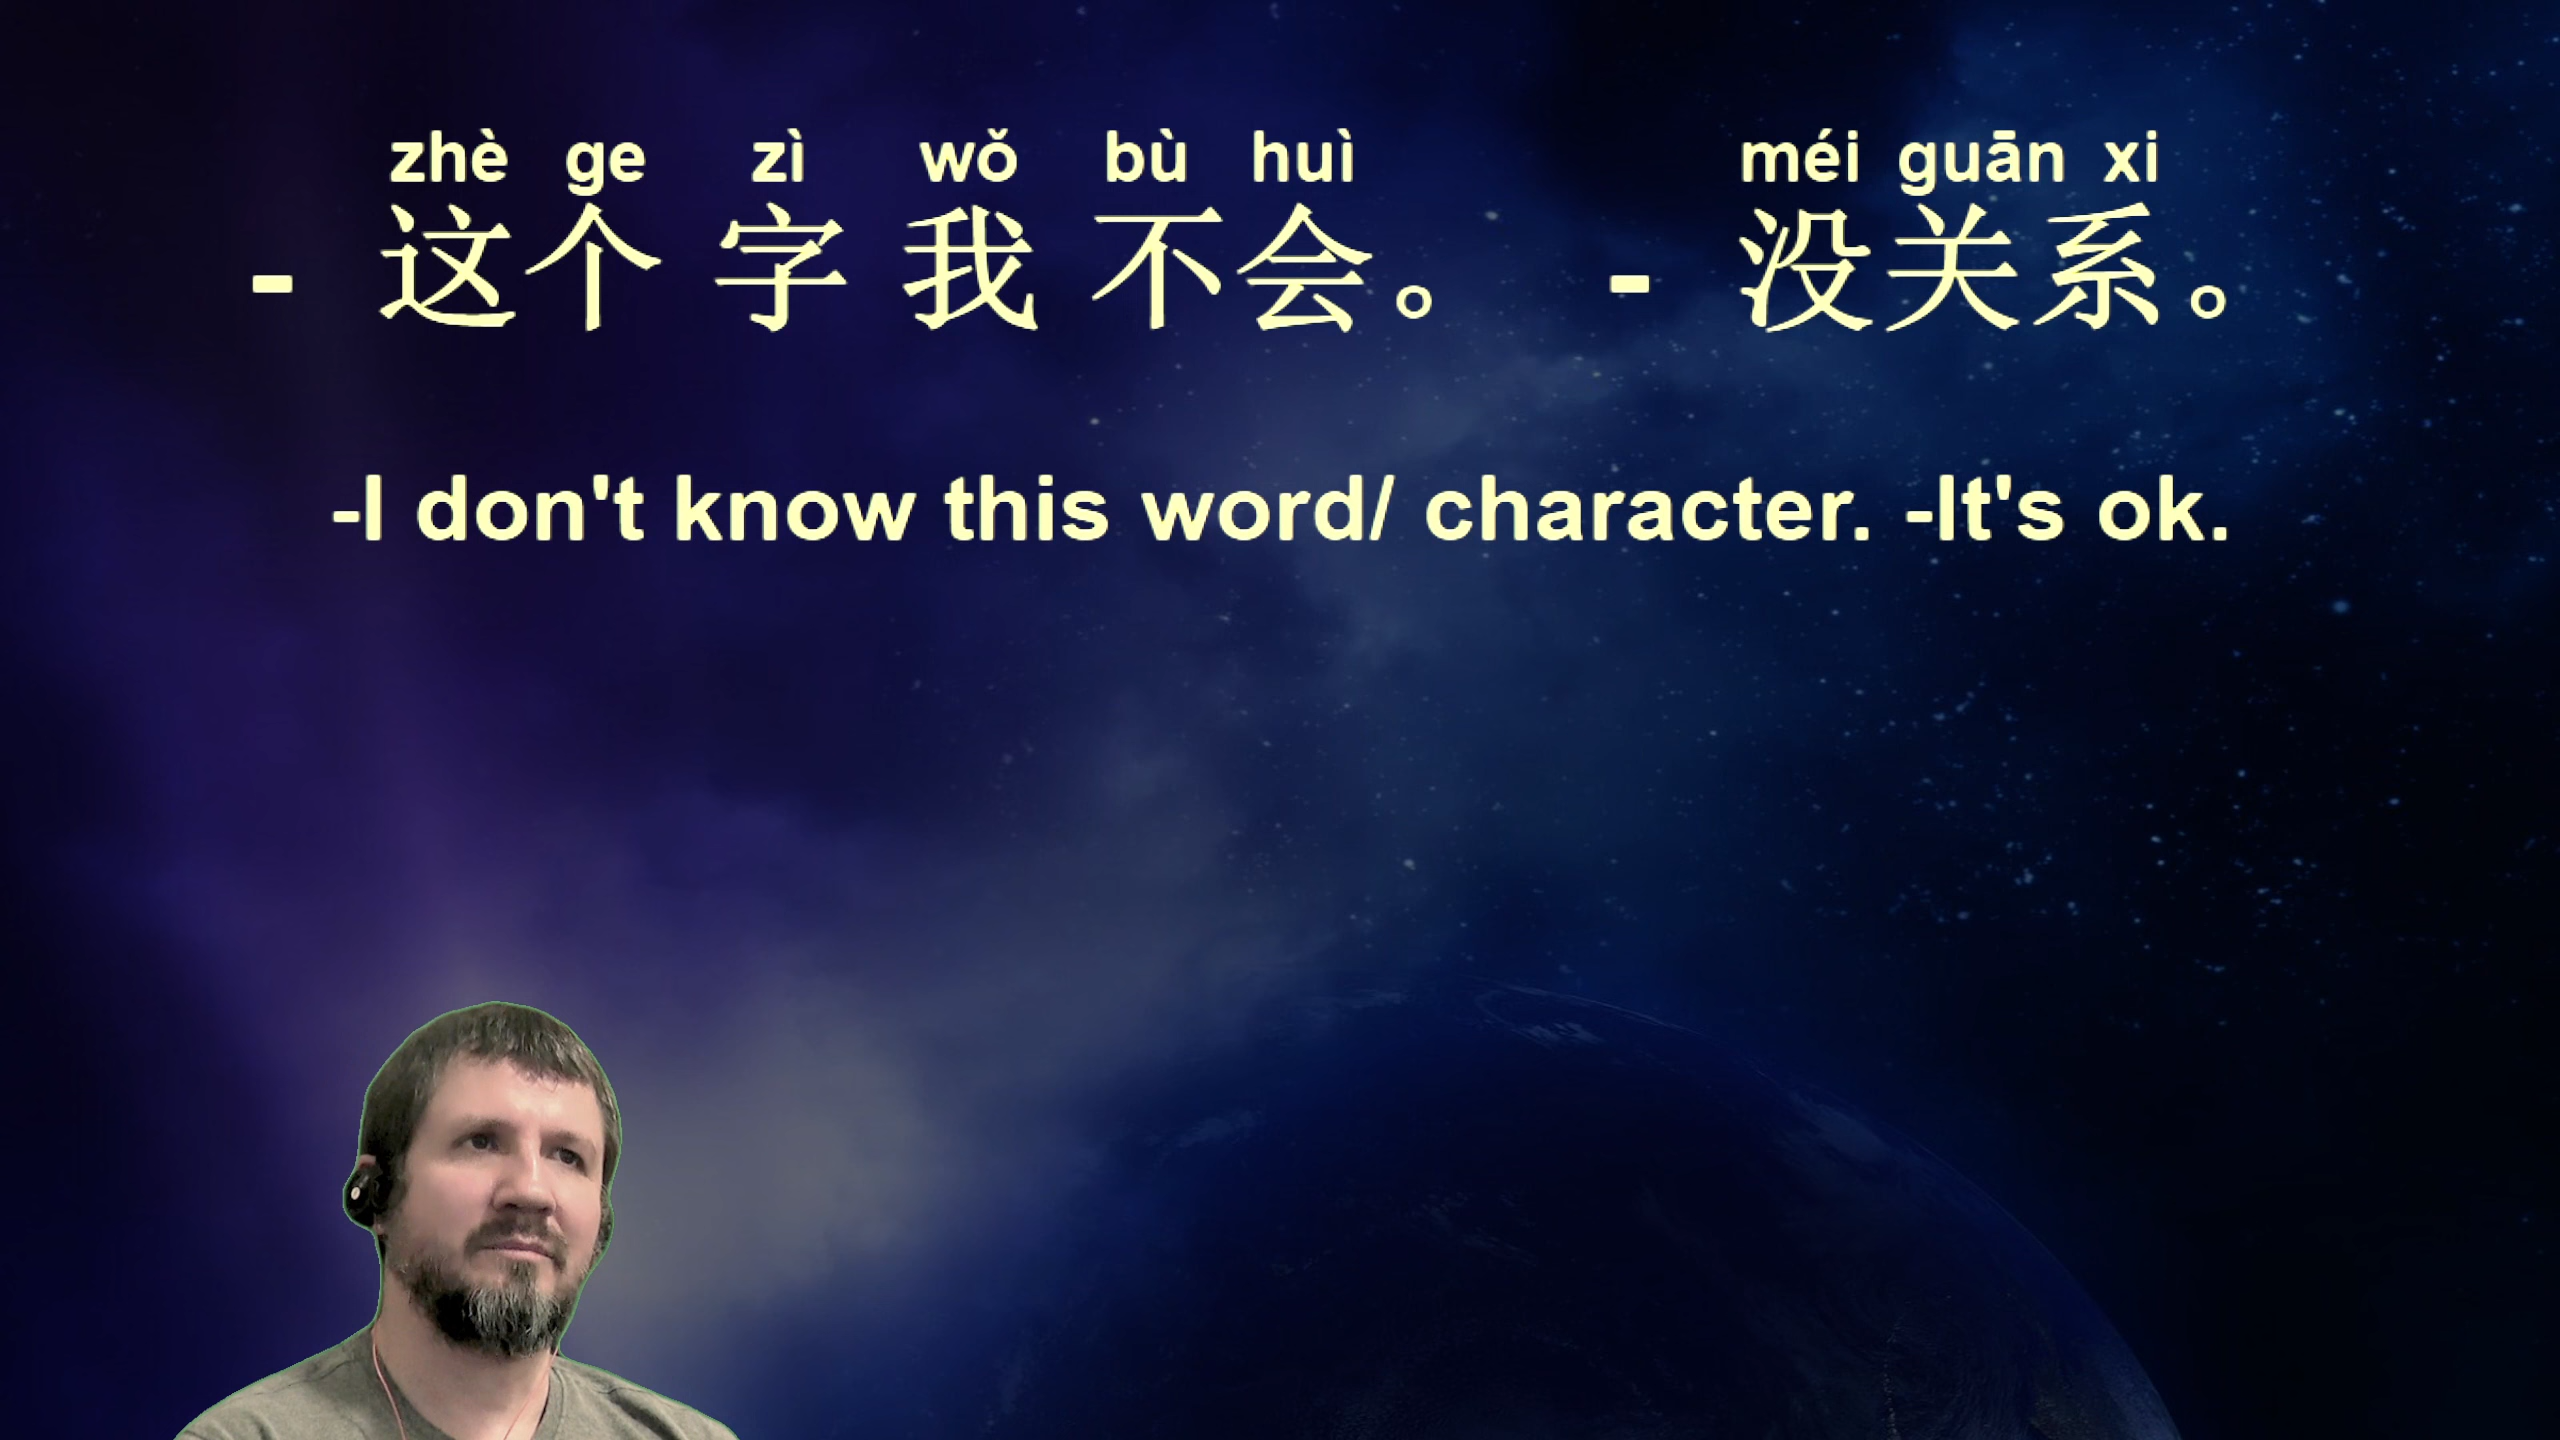 zhè ge zì wǒ bù huì méi guān xi
- 这个 字 我 不会。 - 没关系。
-I don't know this word/ character. -It's ok.